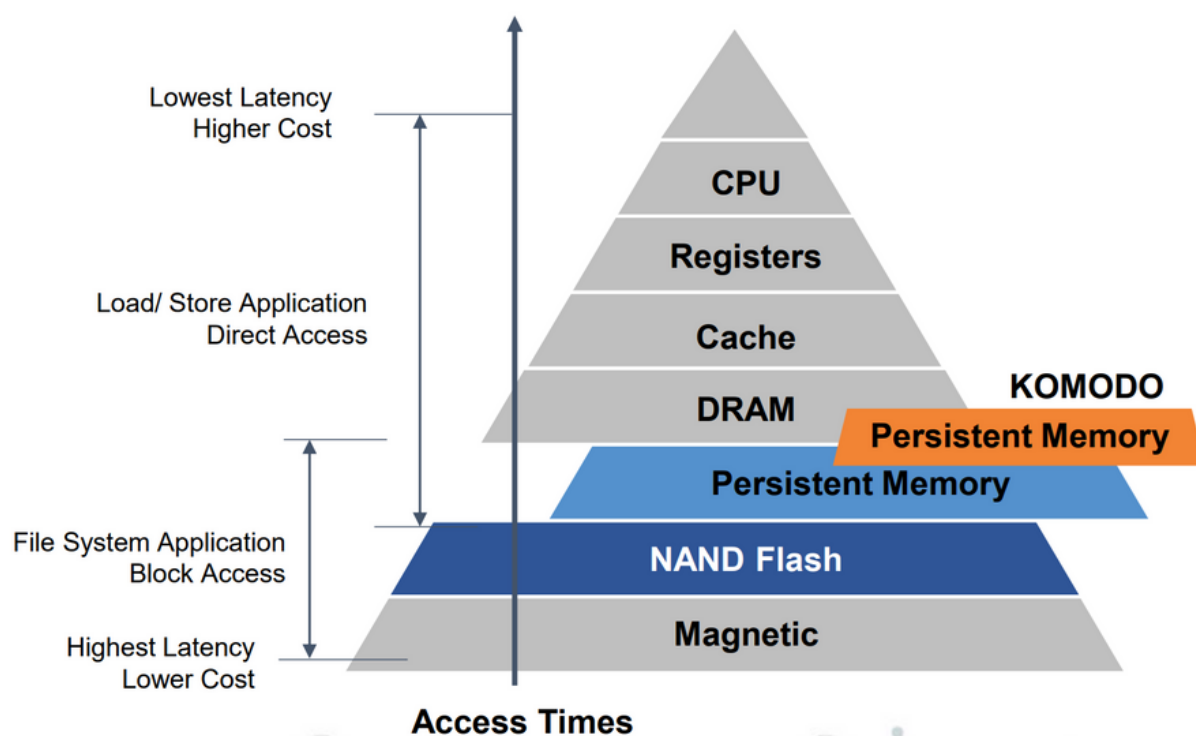 Lowest Latency
Higher Cost
CPU
Registers
Load/ Store Application
Direct Access
Cache
KOMODO
DRAM
Persistent Memory
Persistent Memory
File System Application
Block Access
NAND Flash
Highest Latency
Lower Cost
Magnetic
Access Times